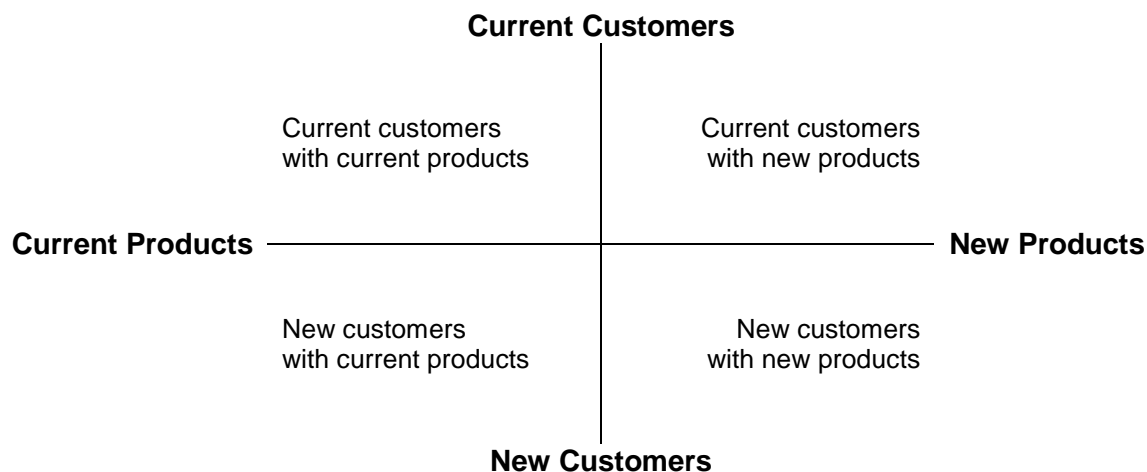 Current Customers
Current customers
with current products
Current customers
with new products
Current Products
New Products
New customers
with current products
New customers
with new products
New Customers